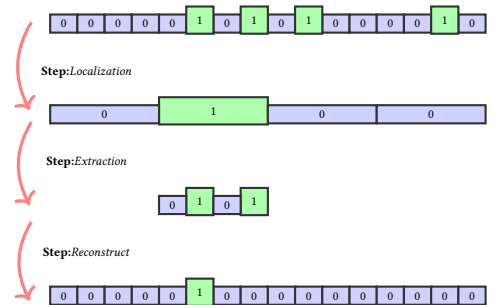 0 0 0 0 0 1 0 1 0 1 0 0 0 0 1 0
Step:Localization
0 1 0 0
Step:Extraction
0 1 0 1
Step:Reconstruct
0 0 0 0 0 1 0 0 0 0 0 0 0 0 0 0